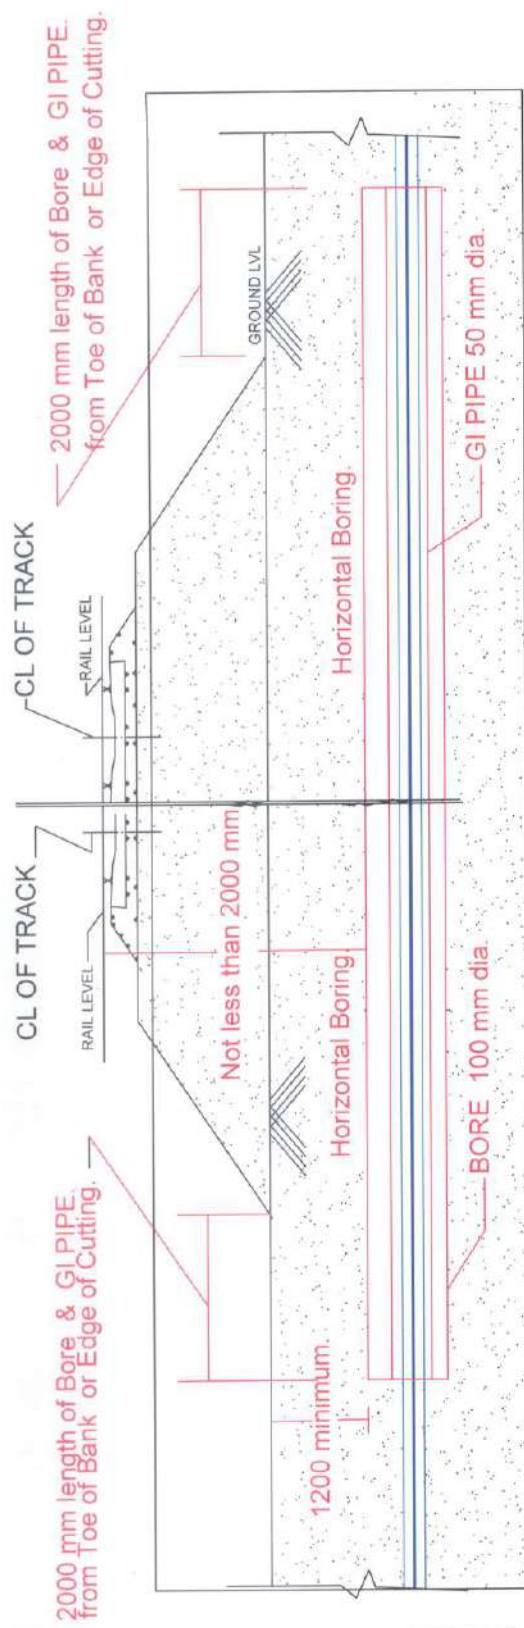 2000 mm length of Bore & GI PIPE.
from Toe of Bank or Edge of Cutting.
CL OF TRACK
RAIL LEVEL
CL OF TRACK
RAIL LEVEL
2000 mm length of Bore & GI PIPE.
from Toe of Bank or Edge of Cutting.
GROUND LVL
Not less than 2000 mm
1200 minimum.
Horizontal Boring.
Horizontal Boring.
BORE 100 mm dia.
GI PIPE 50 mm dia.